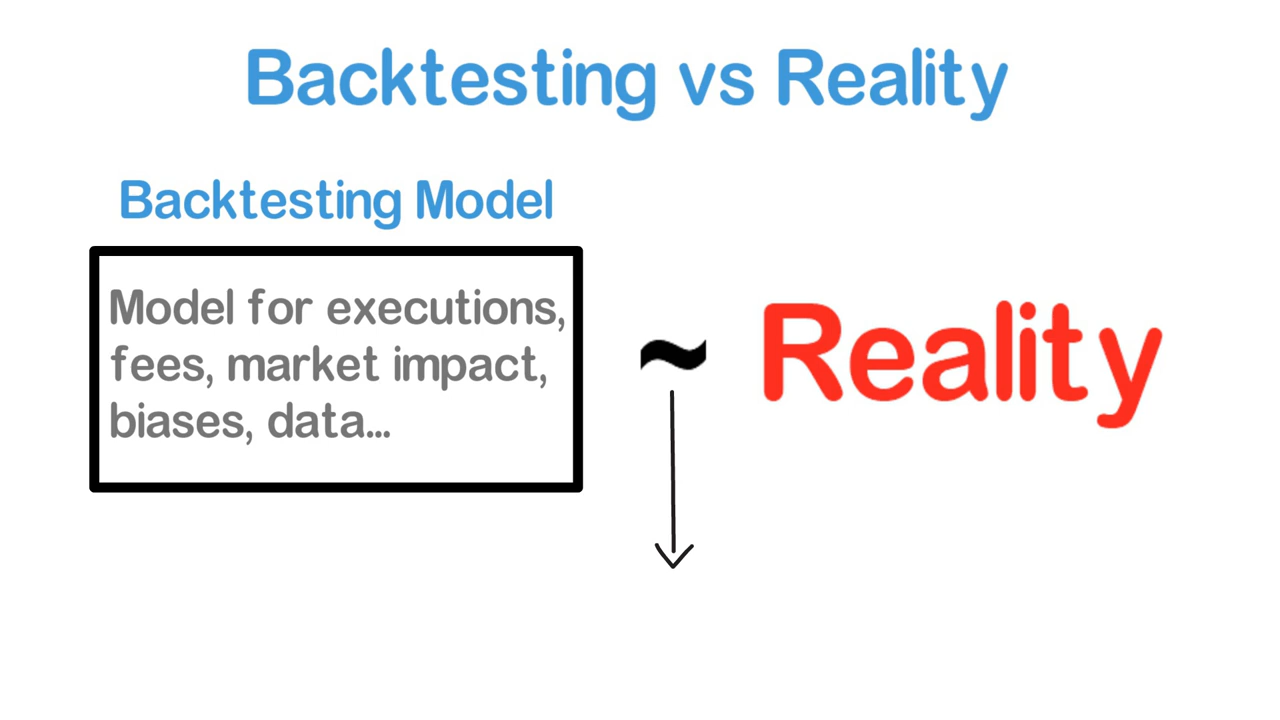 Backtesting vs Reality
Backtesting Model
Model for executions,
fees, market impact,
biases, data...
~
Reality